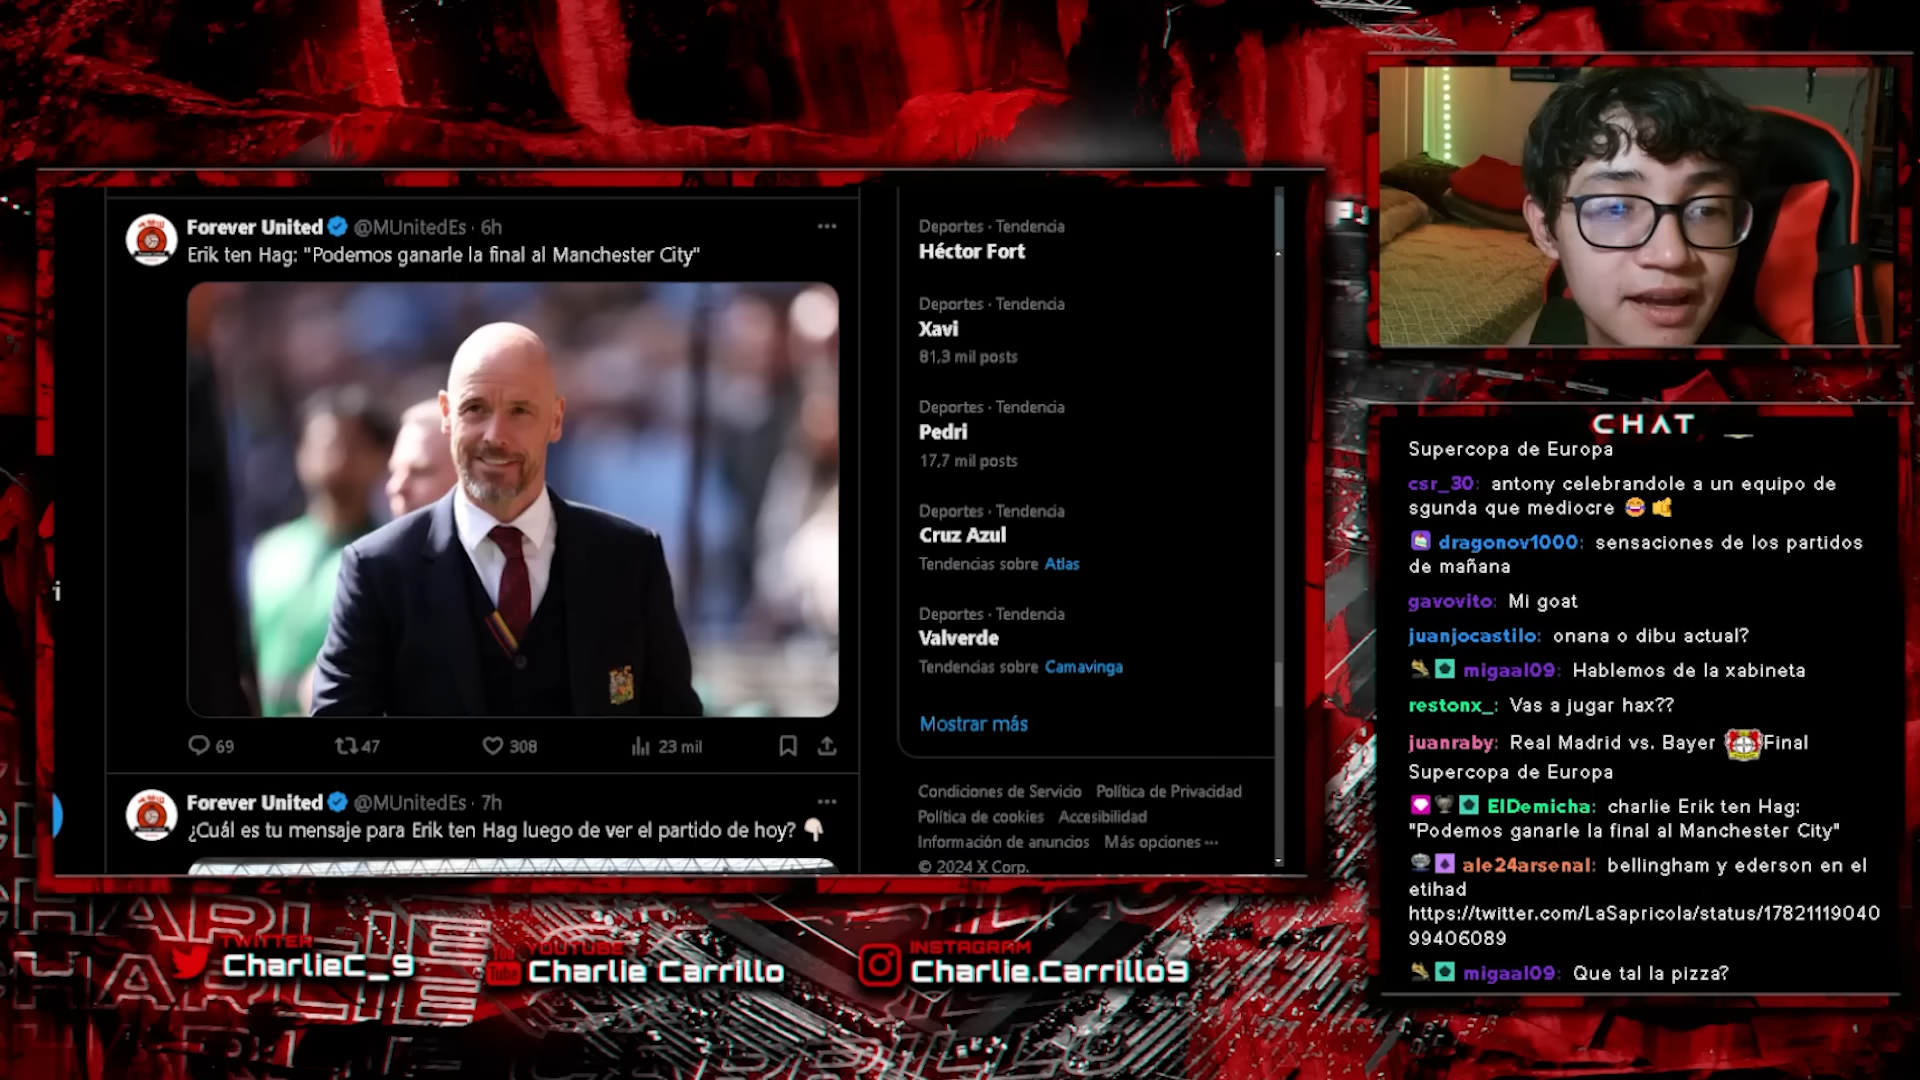 Forever United @MUnitedEs · 6h
Erik ten Hag: "Podemos ganarle la final al Manchester City"
69 47 308 23 mil
Forever United @MUnitedEs · 7h
¿Cuál es tu mensaje para Erik ten Hag luego de ver el partido de hoy?
i
Deportes · Tendencia
Héctor Fort
Deportes · Tendencia
Xavi
81,3 mil posts
Deportes · Tendencia
Pedri
17,7 mil posts
Deportes · Tendencia
Cruz Azul
Tendencias sobre Atlas
Deportes · Tendencia
Valverde
Tendencias sobre Camavinga
Mostrar más
Condiciones de Servicio Política de Privacidad
Política de cookies Accesibilidad
Información de anuncios Más opciones ···
© 2024 X Corp.
CHAT
Supercopa de Europa
csr_30: antony celebrandole a un equipo de
sgunda que mediocre 😂 🤙
dragonov1000: sensaciones de los partidos
de mañana
gavovito: Mi goat
juanjocastilo: onana o dibu actual?
migaal09: Hablemos de la xabineta
restonx_: Vas a jugar hax??
juanraby: Real Madrid vs. Bayer Final
Supercopa de Europa
ElDemicha: charlie Erik ten Hag:
"Podemos ganarle la final al Manchester City"
ale24arsenal: bellingham y ederson en el
etihad
https://twitter.com/LaSapricola/status/17821119040
99406089
migaal09: Que tal la pizza?
TWITTER
CharlieC_9
YOUTUBE
You Tube
Charlie Carrillo
INSTAGRAM
Charlie.Carrillo9
CHARLIE
CHARLIE
CARRILLO